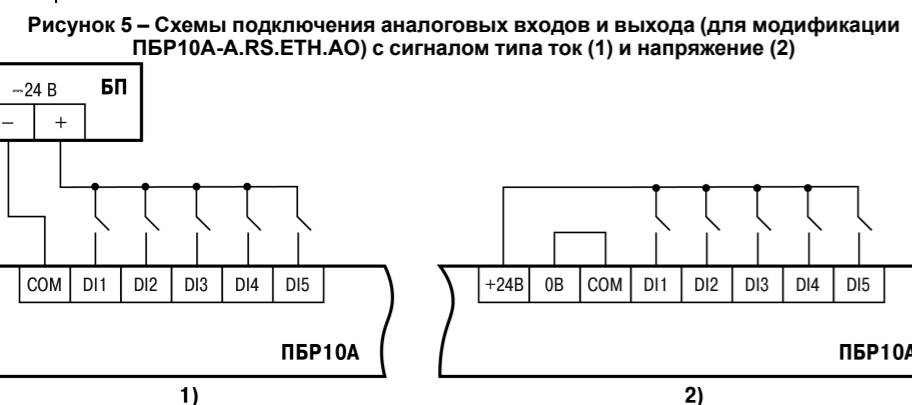 Рисунок 5 – Схемы подключения аналоговых входов и выхода (для модификации
ПБР10А-A.RS.ETH.AO) с сигналом типа ток (1) и напряжение (2)
⎓24 В БП
– +
COM DI1 DI2 DI3 DI4 DI5
ПБР10А
1)
+24В 0В COM DI1 DI2 DI3 DI4 DI5
ПБР10А
2)